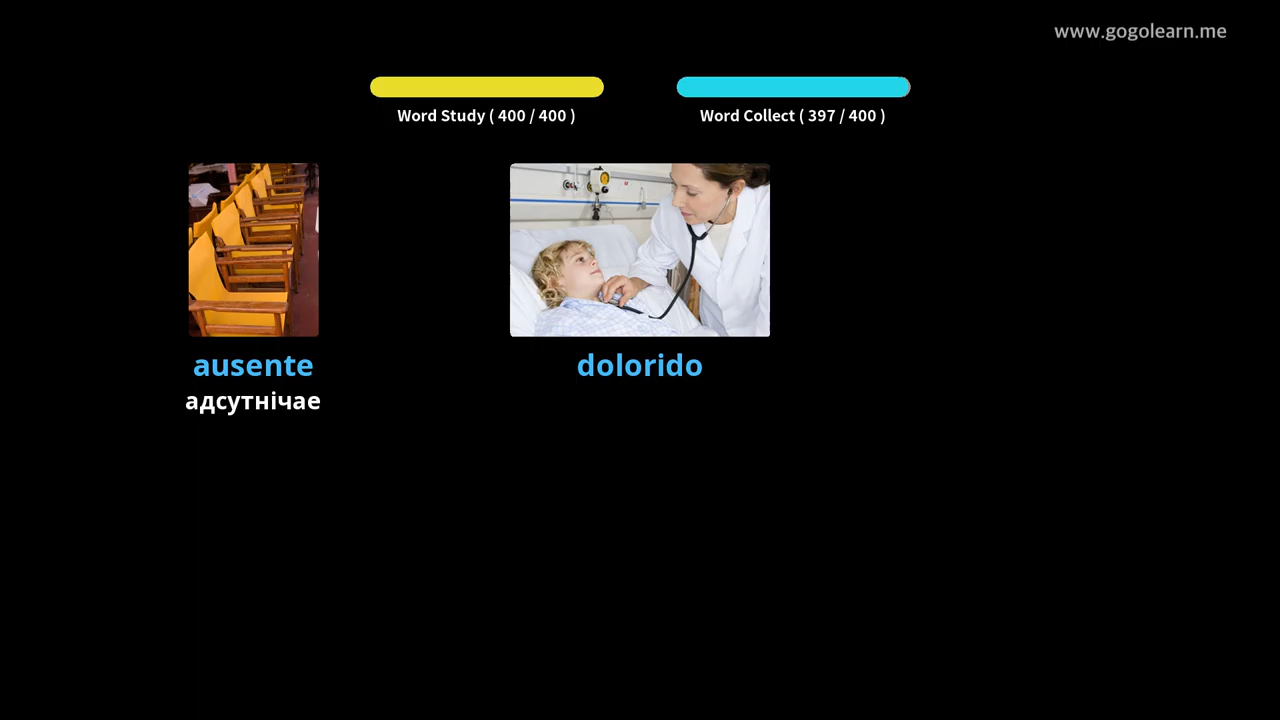 www.gogolearn.me
Word Study ( 400 / 400 )
Word Collect ( 397 / 400 )
ausente
адсутнічае
dolorido